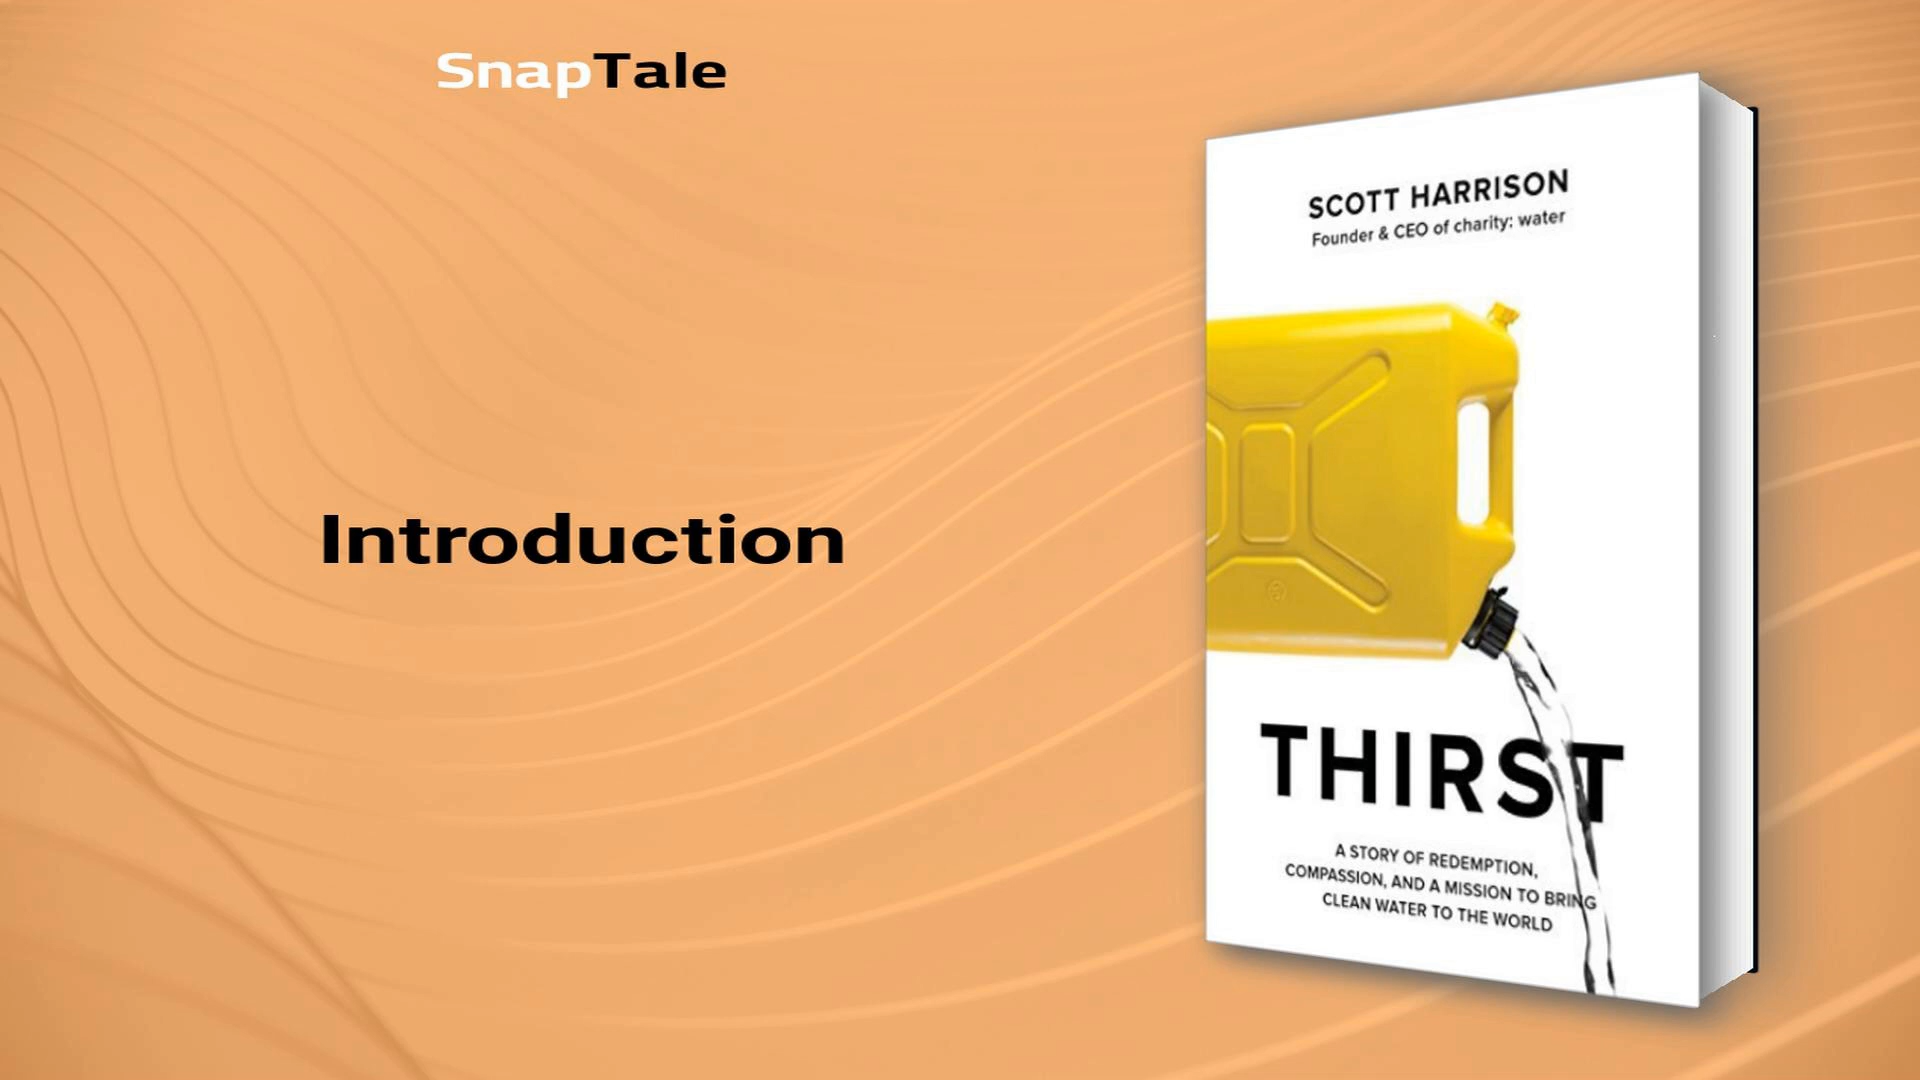 SnapTale
Introduction
SCOTT HARRISON
Founder & CEO of charity: water
THIRST
A STORY OF REDEMPTION,
COMPASSION, AND A MISSION TO BRING
CLEAN WATER TO THE WORLD